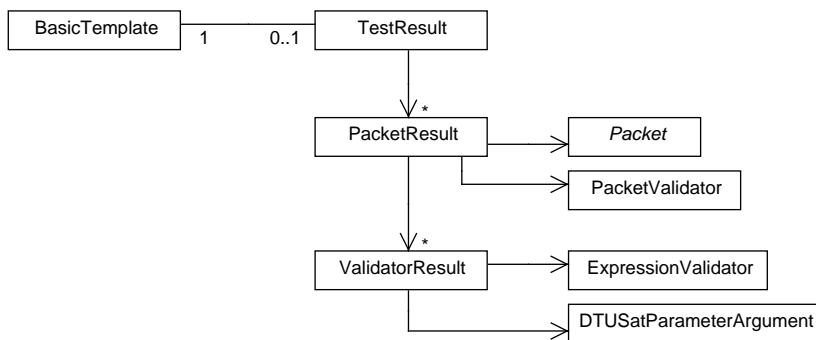 BasicTemplate
1
0..1
TestResult
*
PacketResult
Packet
PacketValidator
*
ValidatorResult
ExpressionValidator
DTUSatParameterArgument